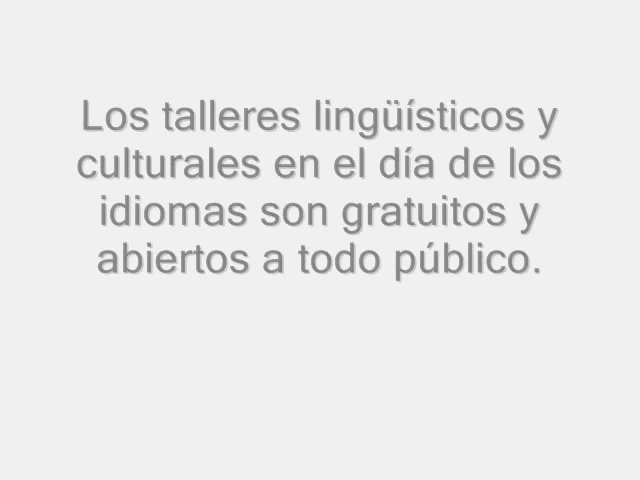 Los talleres lingüísticos y
culturales en el día de los
idiomas son gratuitos y
abiertos a todo público.